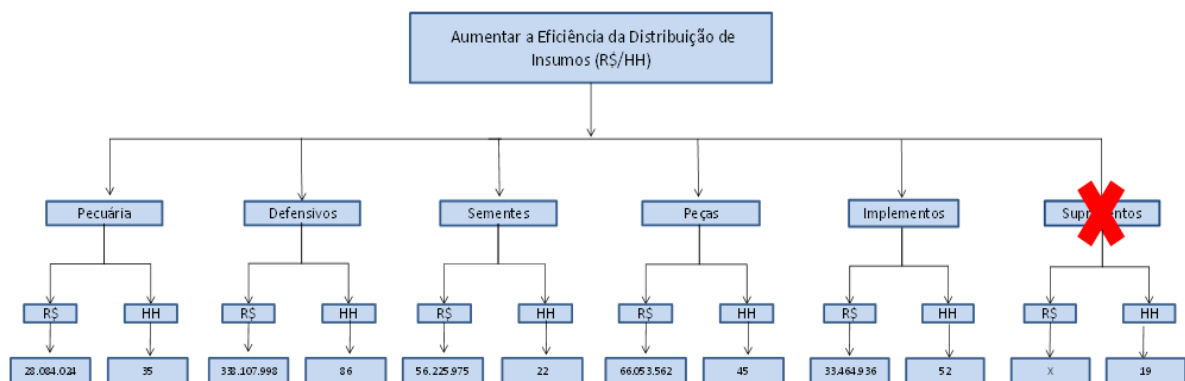 Aumentar a Eficiência da Distribuição de
Insumos (R$/HH)
Pecuária
Defensivos
Sementes
Peças
Implementos
R$
HH
R$
HH
R$
HH
R$
HH
R$
HH
R$
HH
28.084.024
35
338.107.998
86
56.225.975
22
66.053.562
45
33.464.936
52
X
19